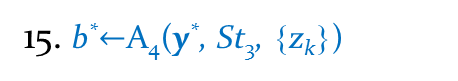 15. b*←A4(y*, St3, {zk})